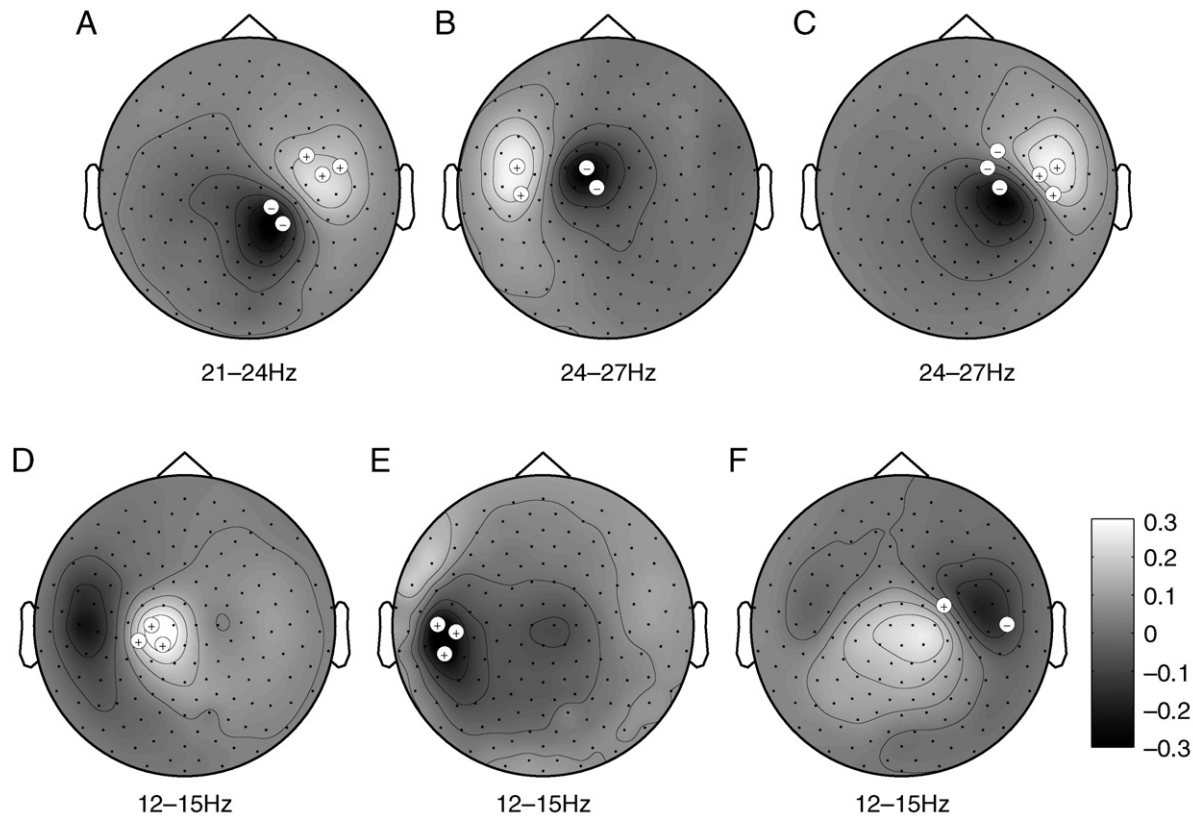 A B C
+ + +
− −
+ +
− −
− − −
+ + +
21–24Hz 24–27Hz 24–27Hz
D E F
+ + +
+ + +
+ −
0.3
0.2
0.1
0
−0.1
−0.2
−0.3
12–15Hz 12–15Hz 12–15Hz